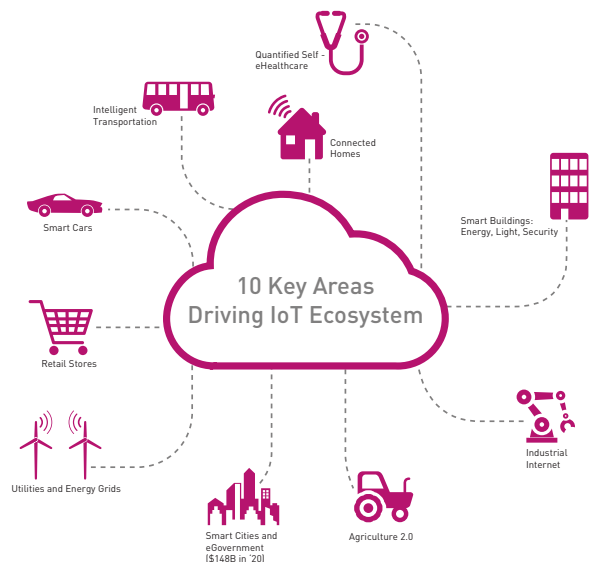 Quantified Self -
eHealthcare
Intelligent
Transportation
Connected
Homes
Smart Cars
Smart Buildings:
Energy, Light, Security
10 Key Areas
Driving IoT Ecosystem
Retail Stores
Industrial
Internet
Utilities and Energy Grids
Smart Cities and
eGovernment
($148B in ‘20)
Agriculture 2.0